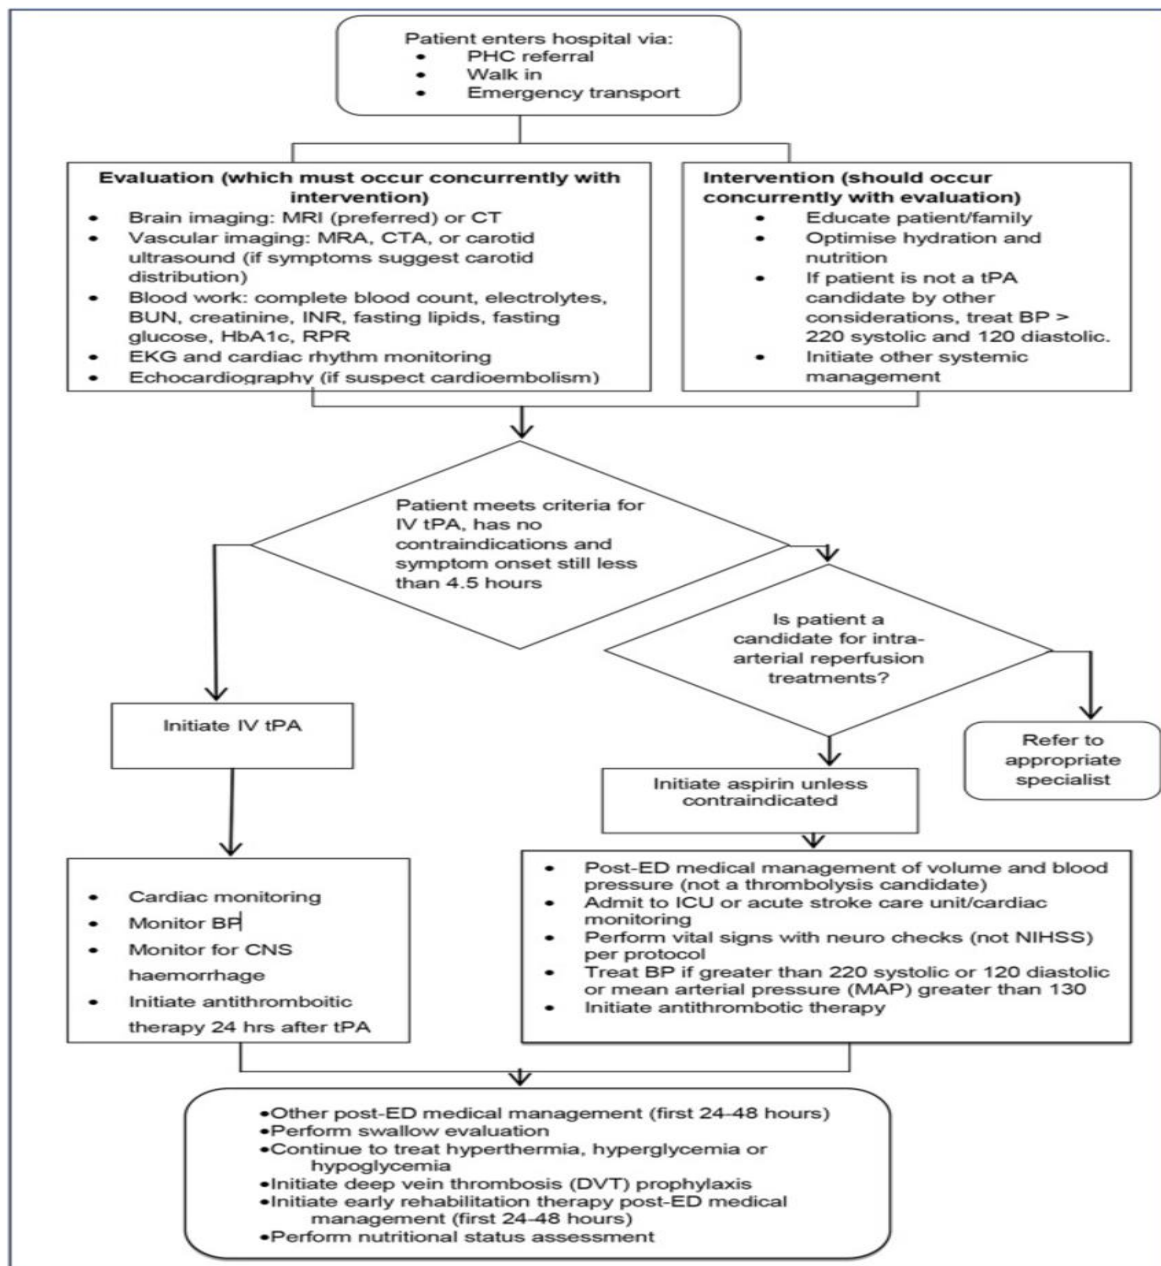 Patient enters hospital via:
• PHC referral
• Walk in
• Emergency transport
Evaluation (which must occur concurrently with
intervention)
• Brain imaging: MRI (preferred) or CT
• Vascular imaging: MRA, CTA, or carotid
ultrasound (if symptoms suggest carotid
distribution)
• Blood work: complete blood count, electrolytes,
BUN, creatinine, INR, fasting lipids, fasting
glucose, HbA1c, RPR
• EKG and cardiac rhythm monitoring
• Echocardiography (if suspect cardioembolism)
Intervention (should occur
concurrently with evaluation)
• Educate patient/family
• Optimise hydration and
nutrition
• If patient is not a tPA
candidate by other
considerations, treat BP >
220 systolic and 120 diastolic.
• Initiate other systemic
management
Patient meets criteria for
IV tPA, has no
contraindications and
symptom onset still less
than 4.5 hours
Is patient a
candidate for intra-
arterial reperfusion
treatments?
Initiate IV tPA
Refer to
appropriate
specialist
Initiate aspirin unless
contraindicated
• Cardiac monitoring
• Monitor BP
• Monitor for CNS
haemorrhage
• Initiate antithromboitic
therapy 24 hrs after tPA
• Post-ED medical management of volume and blood
pressure (not a thrombolysis candidate)
• Admit to ICU or acute stroke care unit/cardiac
monitoring
• Perform vital signs with neuro checks (not NIHSS)
per protocol
• Treat BP if greater than 220 systolic or 120 diastolic
or mean arterial pressure (MAP) greater than 130
• Initiate antithrombotic therapy
•Other post-ED medical management (first 24-48 hours)
•Perform swallow evaluation
•Continue to treat hyperthermia, hyperglycemia or
hypoglycemia
•Initiate deep vein thrombosis (DVT) prophylaxis
•Initiate early rehabilitation therapy post-ED medical
management (first 24-48 hours)
•Perform nutritional status assessment